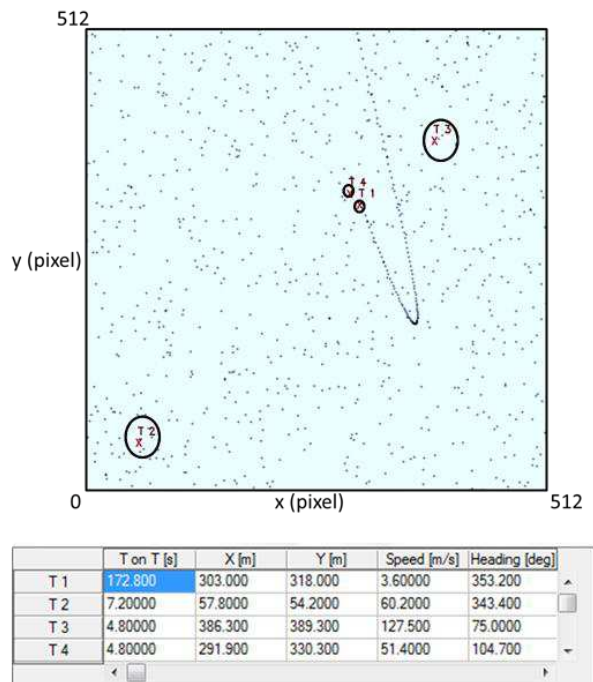 512
T 3
T 4
T 1
y (pixel)
T 2
0
x (pixel)
512
T on T [s] X [m] Y [m] Speed [m/s] Heading [deg]
T 1 172.800 303.000 318.000 3.60000 353.200
T 2 7.20000 57.8000 54.2000 60.2000 343.400
T 3 4.80000 386.300 389.300 127.500 75.0000
T 4 4.80000 291.900 330.300 51.4000 104.700